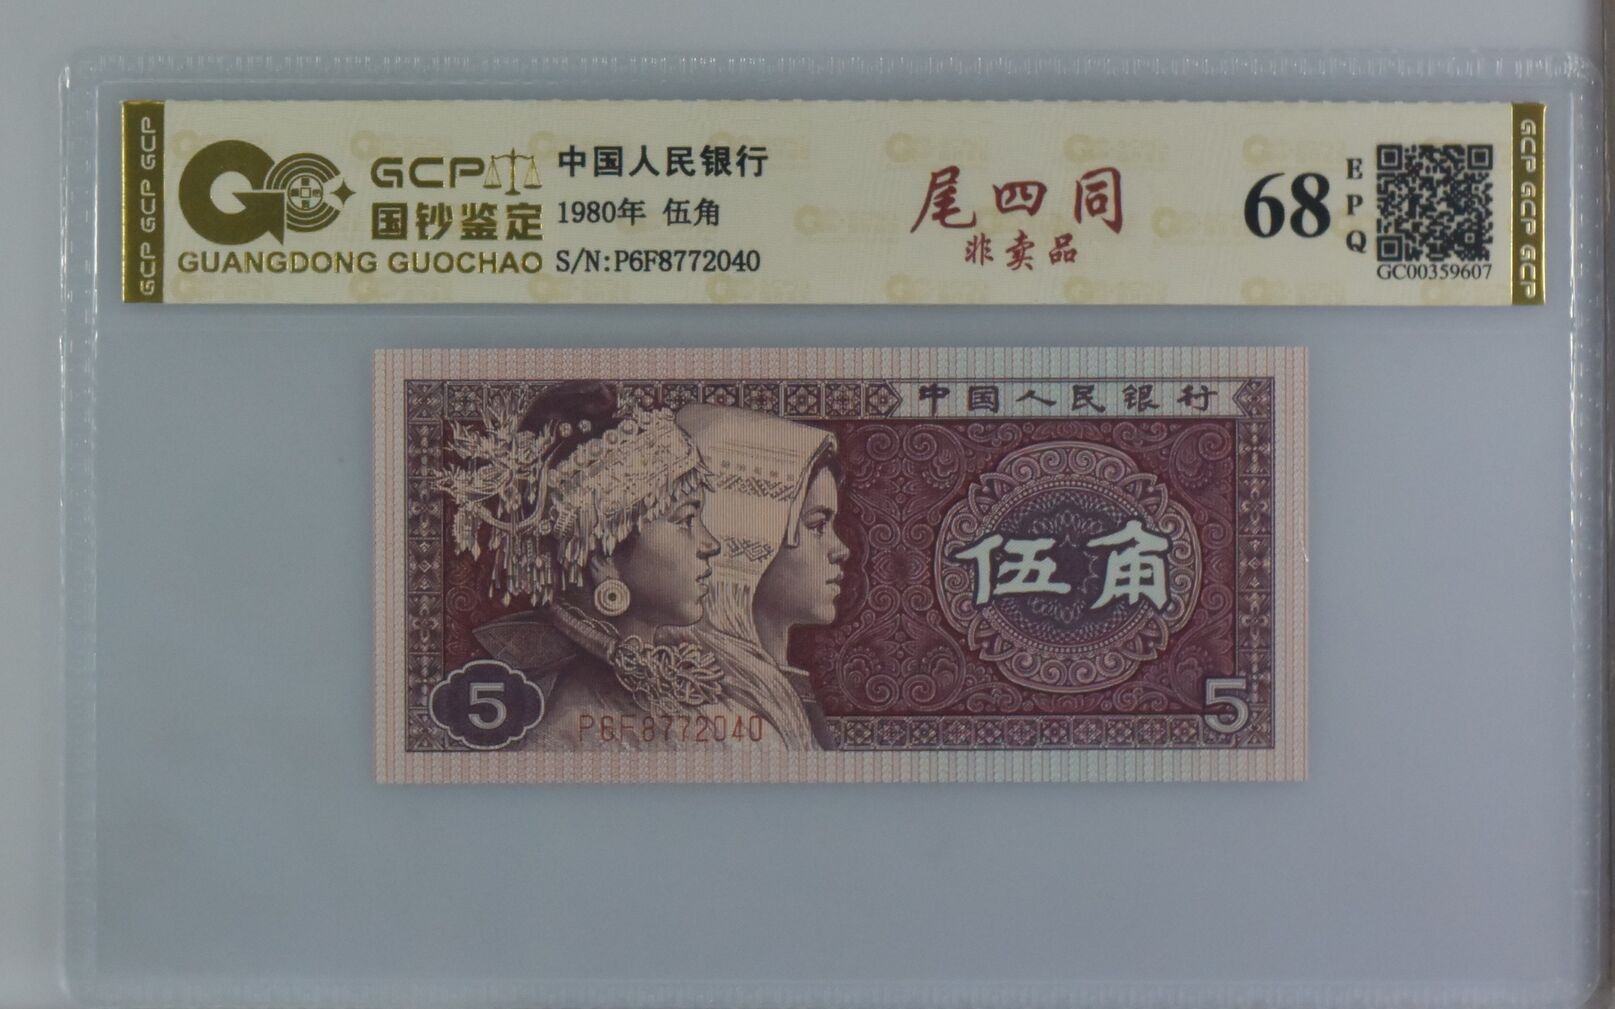 GCP GCP GCP
GCP
国钞鉴定
GUANGDONG GUOCHAO
中国人民银行
1980年 伍角
S/N:P6F8772040
尾四同
非卖品
68
EPQ
GC00359607
GCP GCP GCP
中国人民银行
伍角
5
P6F8772040
5